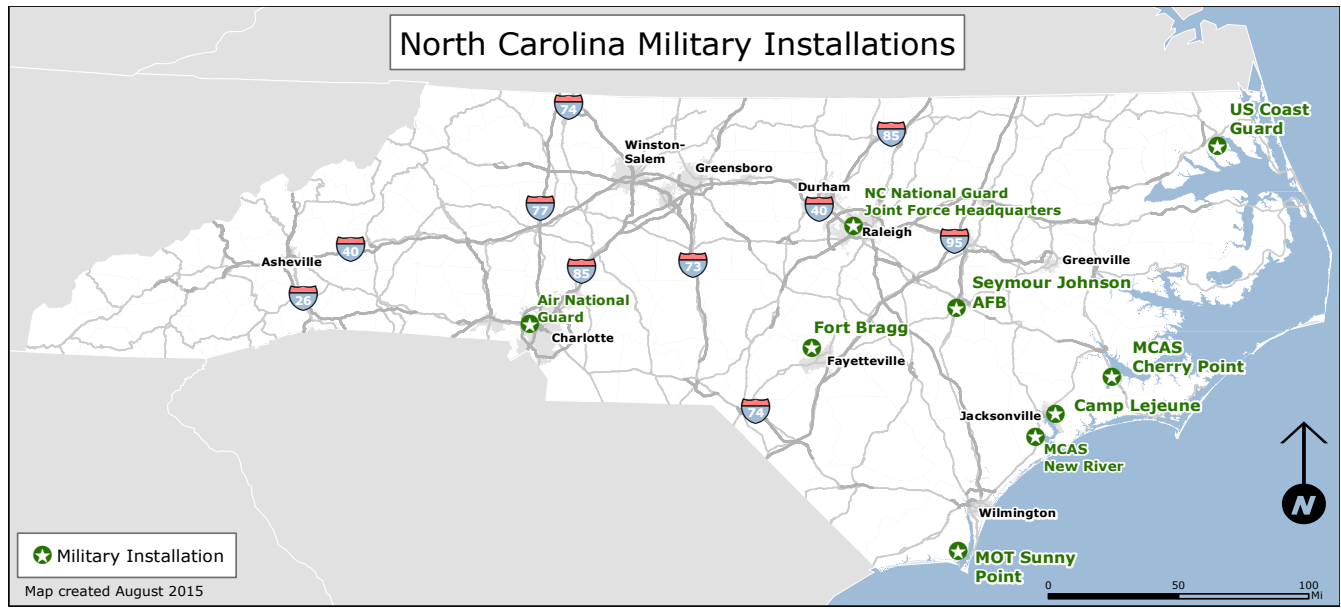 North Carolina Military Installations
74
85
US Coast
Guard
Winston-
Salem
Greensboro
Durham
NC National Guard
Joint Force Headquarters
77
40
Raleigh
95
40
Asheville
85
73
Greenville
26
Air National
Guard
Charlotte
Seymour Johnson
AFB
Fort Bragg
Fayetteville
MCAS
Cherry Point
74
Jacksonville
Camp Lejeune
MCAS
New River
Wilmington
MOT Sunny
Point
N
Military Installation
Map created August 2015
0
50
100
Mi